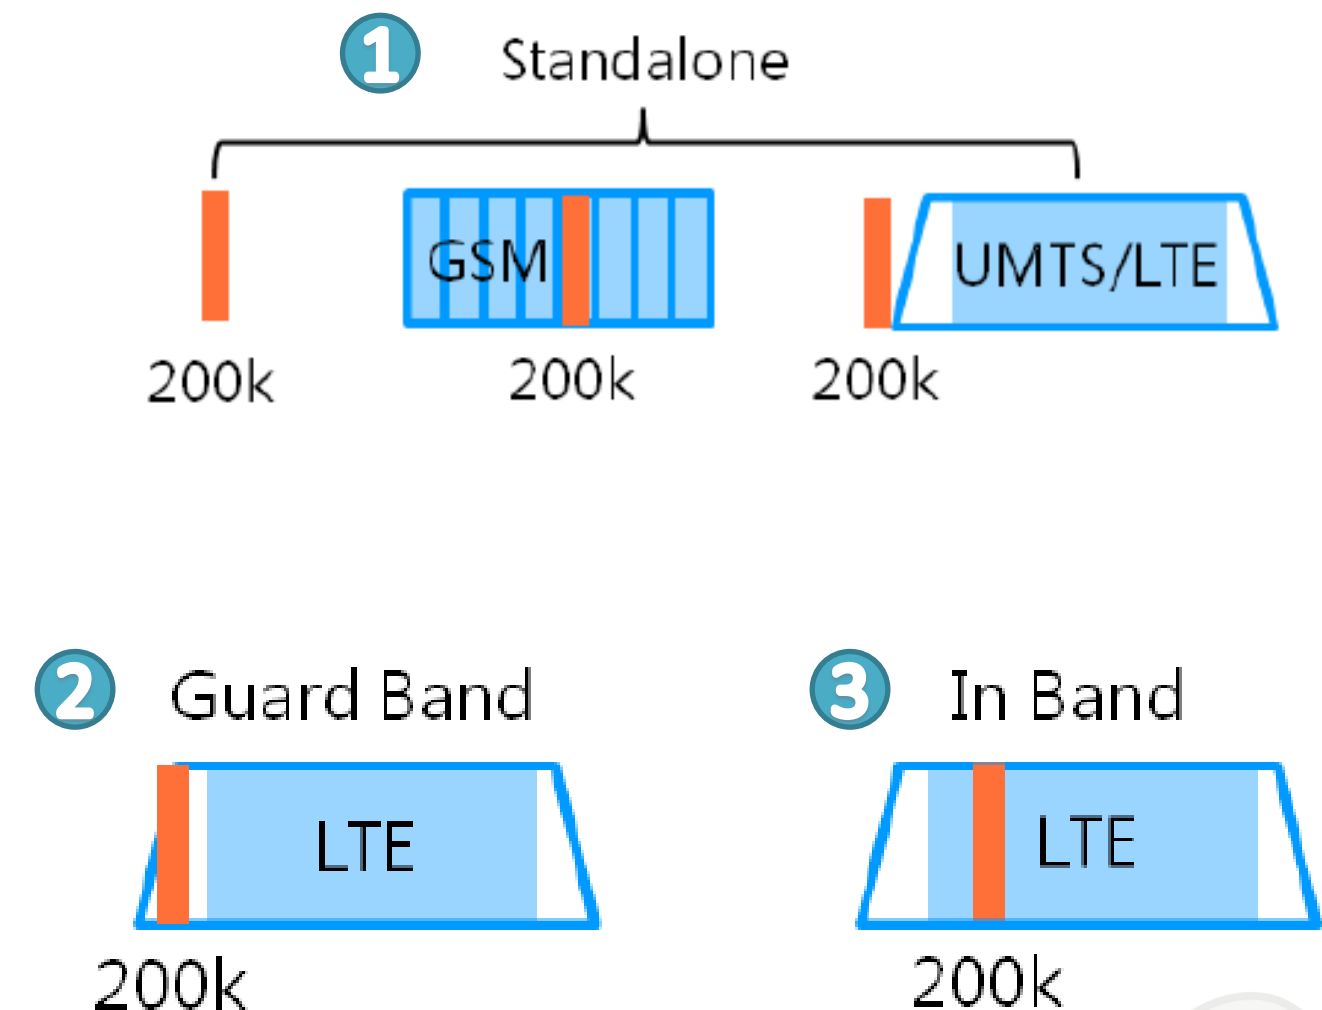 1 Standalone
GSM
UMTS/LTE
200k
200k
200k
2 Guard Band
3 In Band
LTE
LTE
200k
200k